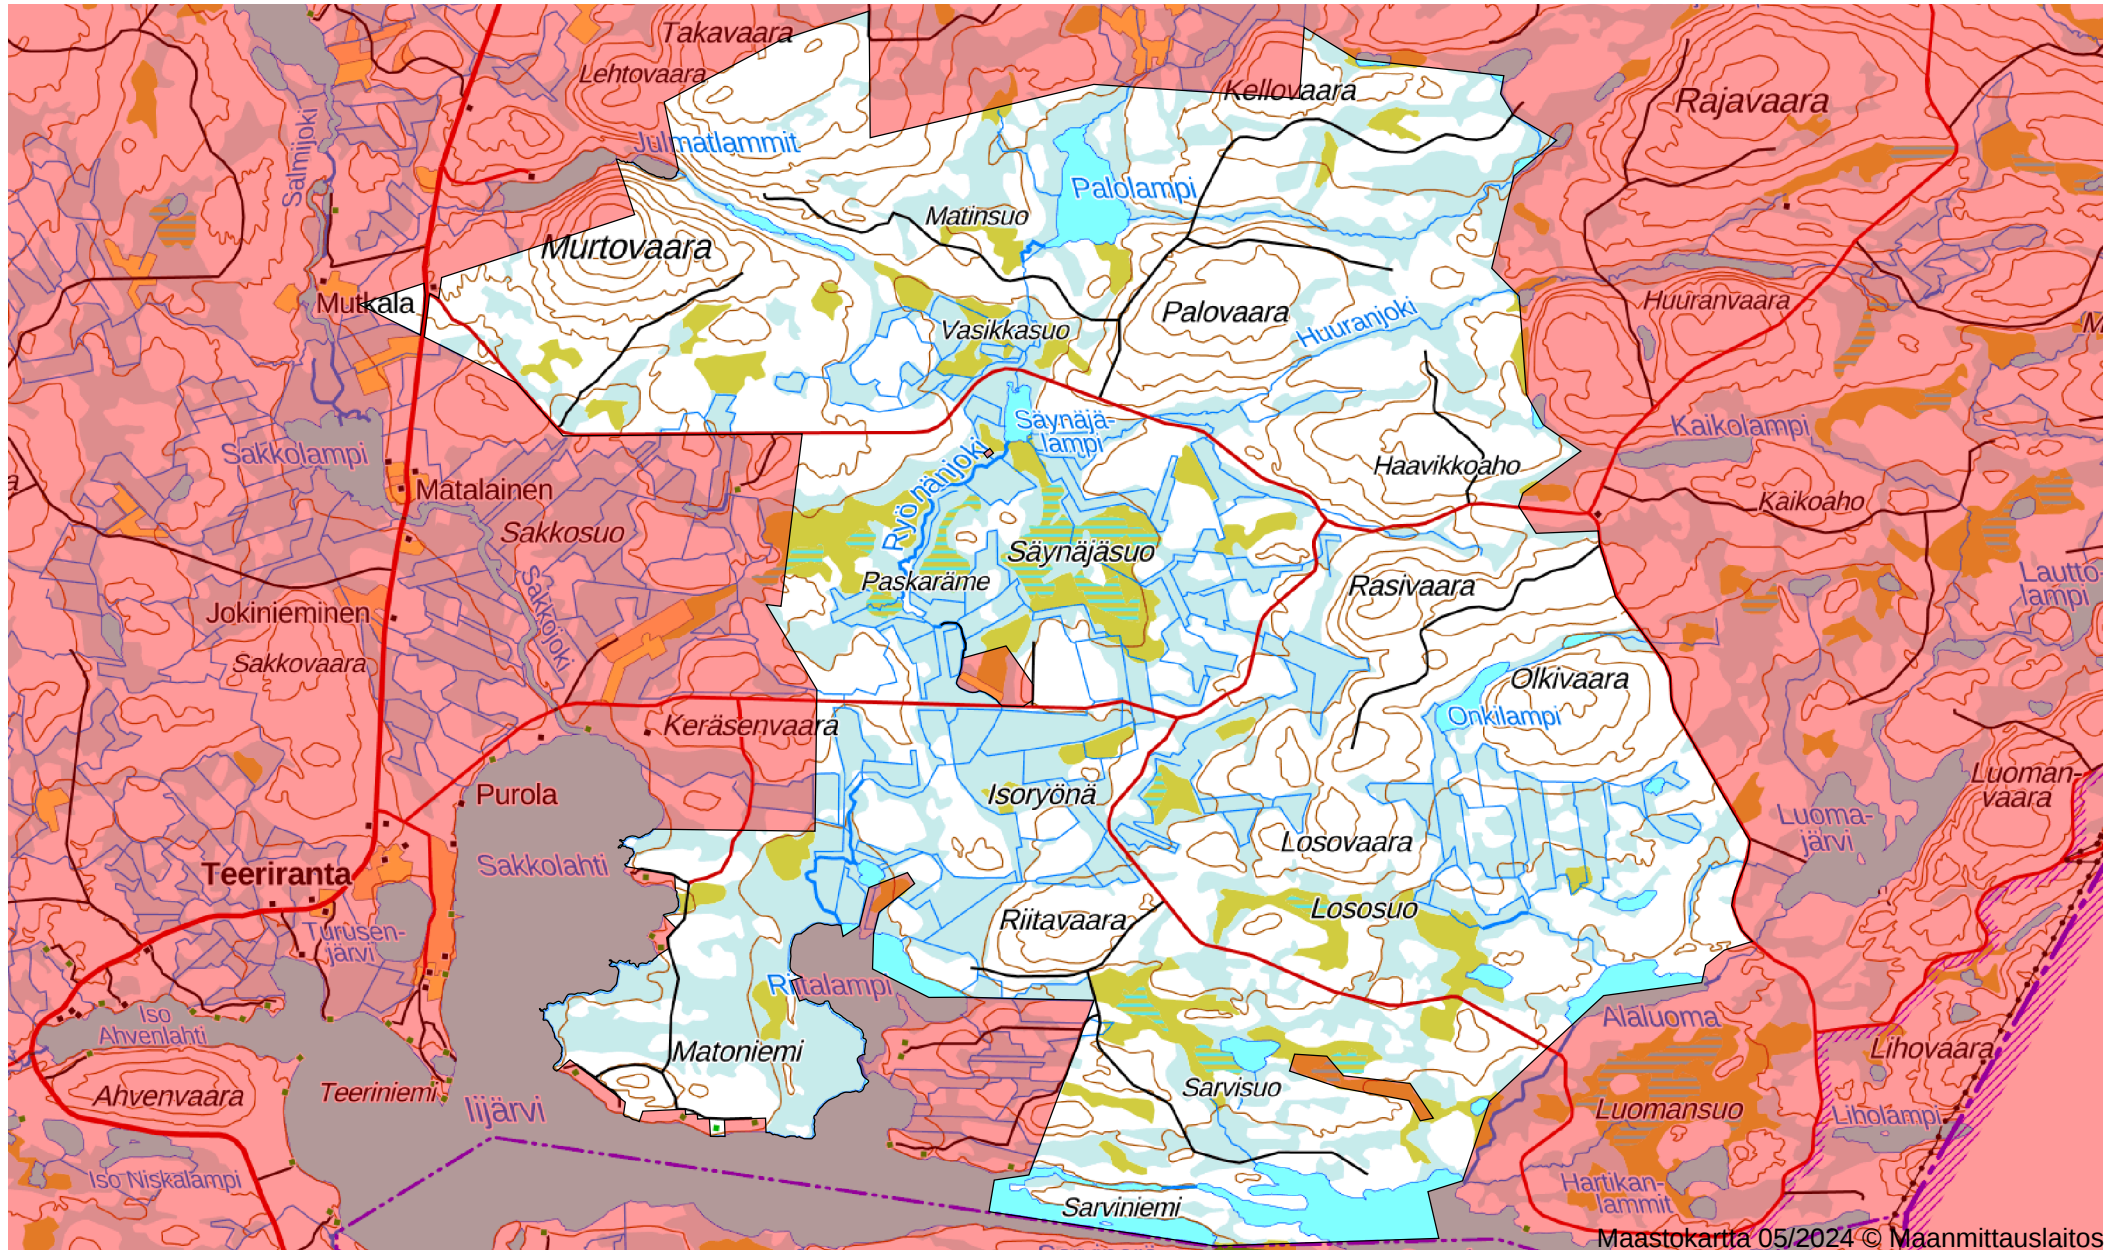 Takavaara
Lehtovaara
Kellovaara
Rajavaara
Julmatlammit
Salmijoki
Palolampi
Matinsuo
Murtovaara
Mutkala
Palovaara
Huuranjoki
Huuranvaara
Vasikkasuo
Säynäjä-
lampi
Kaikolampi
Sakkolampi
Haavikkoaho
Kaikoaho
Matalainen
Sakkosuo
Ryönänjoki
Säynäjäsuo
Paskaräme
Rasivaara
Lautto-
lampi
Jokinieminen
Sakkojoki
Sakkovaara
Olkivaara
Onkilampi
Keräsenvaara
Isoryönä
Purola
Luoman-
vaara
Luoma-
järvi
Losovaara
Sakkolahti
Teeriranta
Lososuo
Riitavaara
Turusen-
järvi
Riitalampi
Iso
Ahvenlahti
Alaluoma
Matoniemi
Lihovaara
Sarvisuo
Ahvenvaara
Teeriniemi
Iijärvi
Luomansuo
Liholampi
Iso Niskalampi
Hartikan-
lammit
Sarviniemi
Maastokartta 05/2024 © Maanmittauslaitos